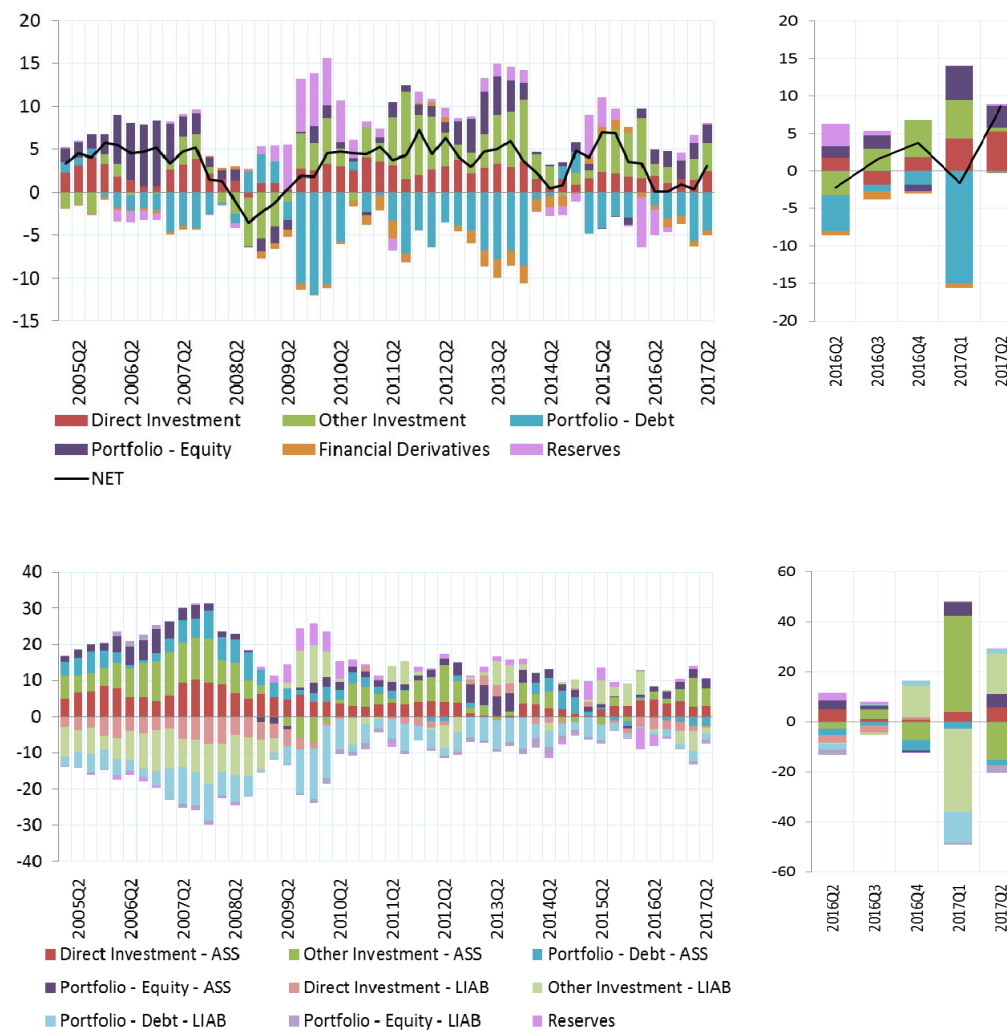 20
15
10
5
0
-5
-10
-15
2005Q2
2006Q2
2007Q2
2008Q2
2009Q2
2010Q2
2011Q2
2012Q2
2013Q2
2014Q2
2015Q2
2016Q2
2017Q2
Direct Investment Other Investment Portfolio - Debt
Portfolio - Equity Financial Derivatives Reserves
NET
20
15
10
5
0
-5
-10
-15
-20
2016Q2
2016Q3
2016Q4
2017Q1
2017Q2
40
30
20
10
0
-10
-20
-30
-40
2005Q2
2006Q2
2007Q2
2008Q2
2009Q2
2010Q2
2011Q2
2012Q2
2013Q2
2014Q2
2015Q2
2016Q2
2017Q2
Direct Investment - ASS Other Investment - ASS Portfolio - Debt - ASS
Portfolio - Equity - ASS Direct Investment - LIAB Other Investment - LIAB
Portfolio - Debt - LIAB Portfolio - Equity - LIAB Reserves
60
40
20
0
-20
-40
-60
2016Q2
2016Q3
2016Q4
2017Q1
2017Q2